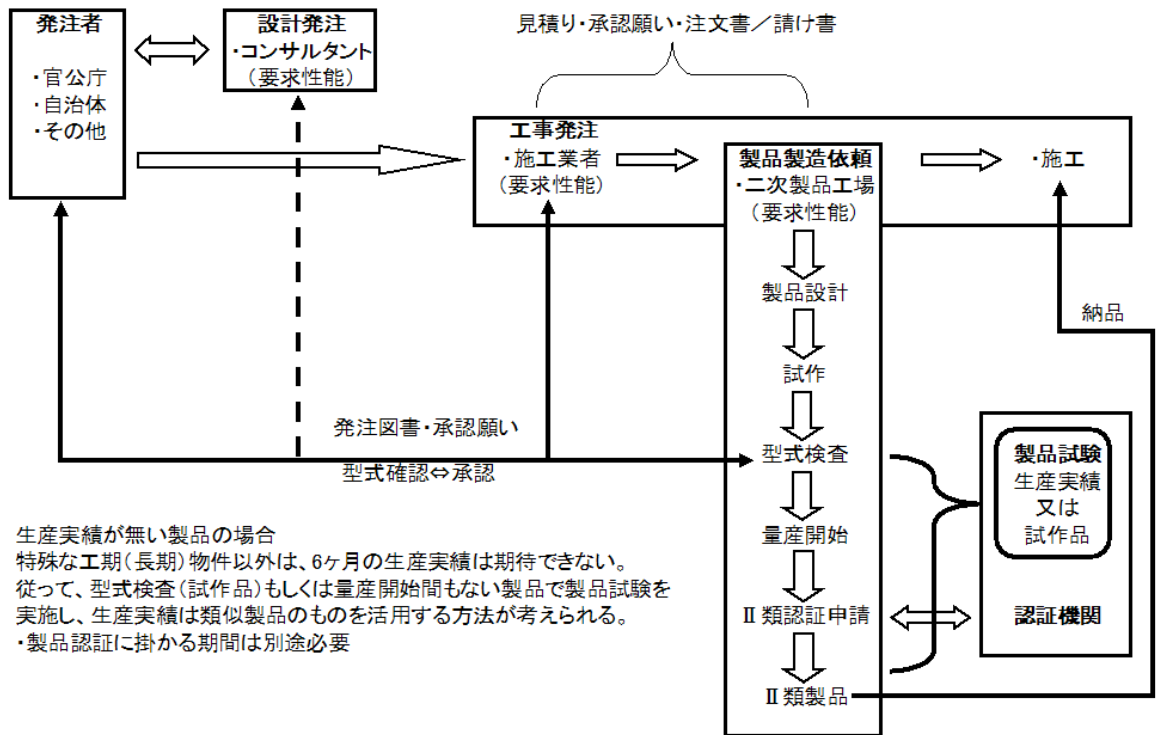 発注者
・官公庁
・自治体
・その他
設計発注
・コンサルタント
(要求性能)
見積り・承認願い・注文書／請け書
工事発注
・施工業者
(要求性能)
製品製造依頼
・二次製品工場
(要求性能)
・施工
製品設計
試作
型式検査
量産開始
Ⅱ類認証申請
Ⅱ類製品
納品
製品試験
生産実績
又は
試作品
認証機関
発注図書・承認願い
型式確認⇔承認
生産実績が無い製品の場合
特殊な工期(長期)物件以外は、6ヶ月の生産実績は期待できない。
従って、型式検査(試作品)もしくは量産開始間もない製品で製品試験を
実施し、生産実績は類似製品のものを活用する方法が考えられる。
・製品認証に掛かる期間は別途必要